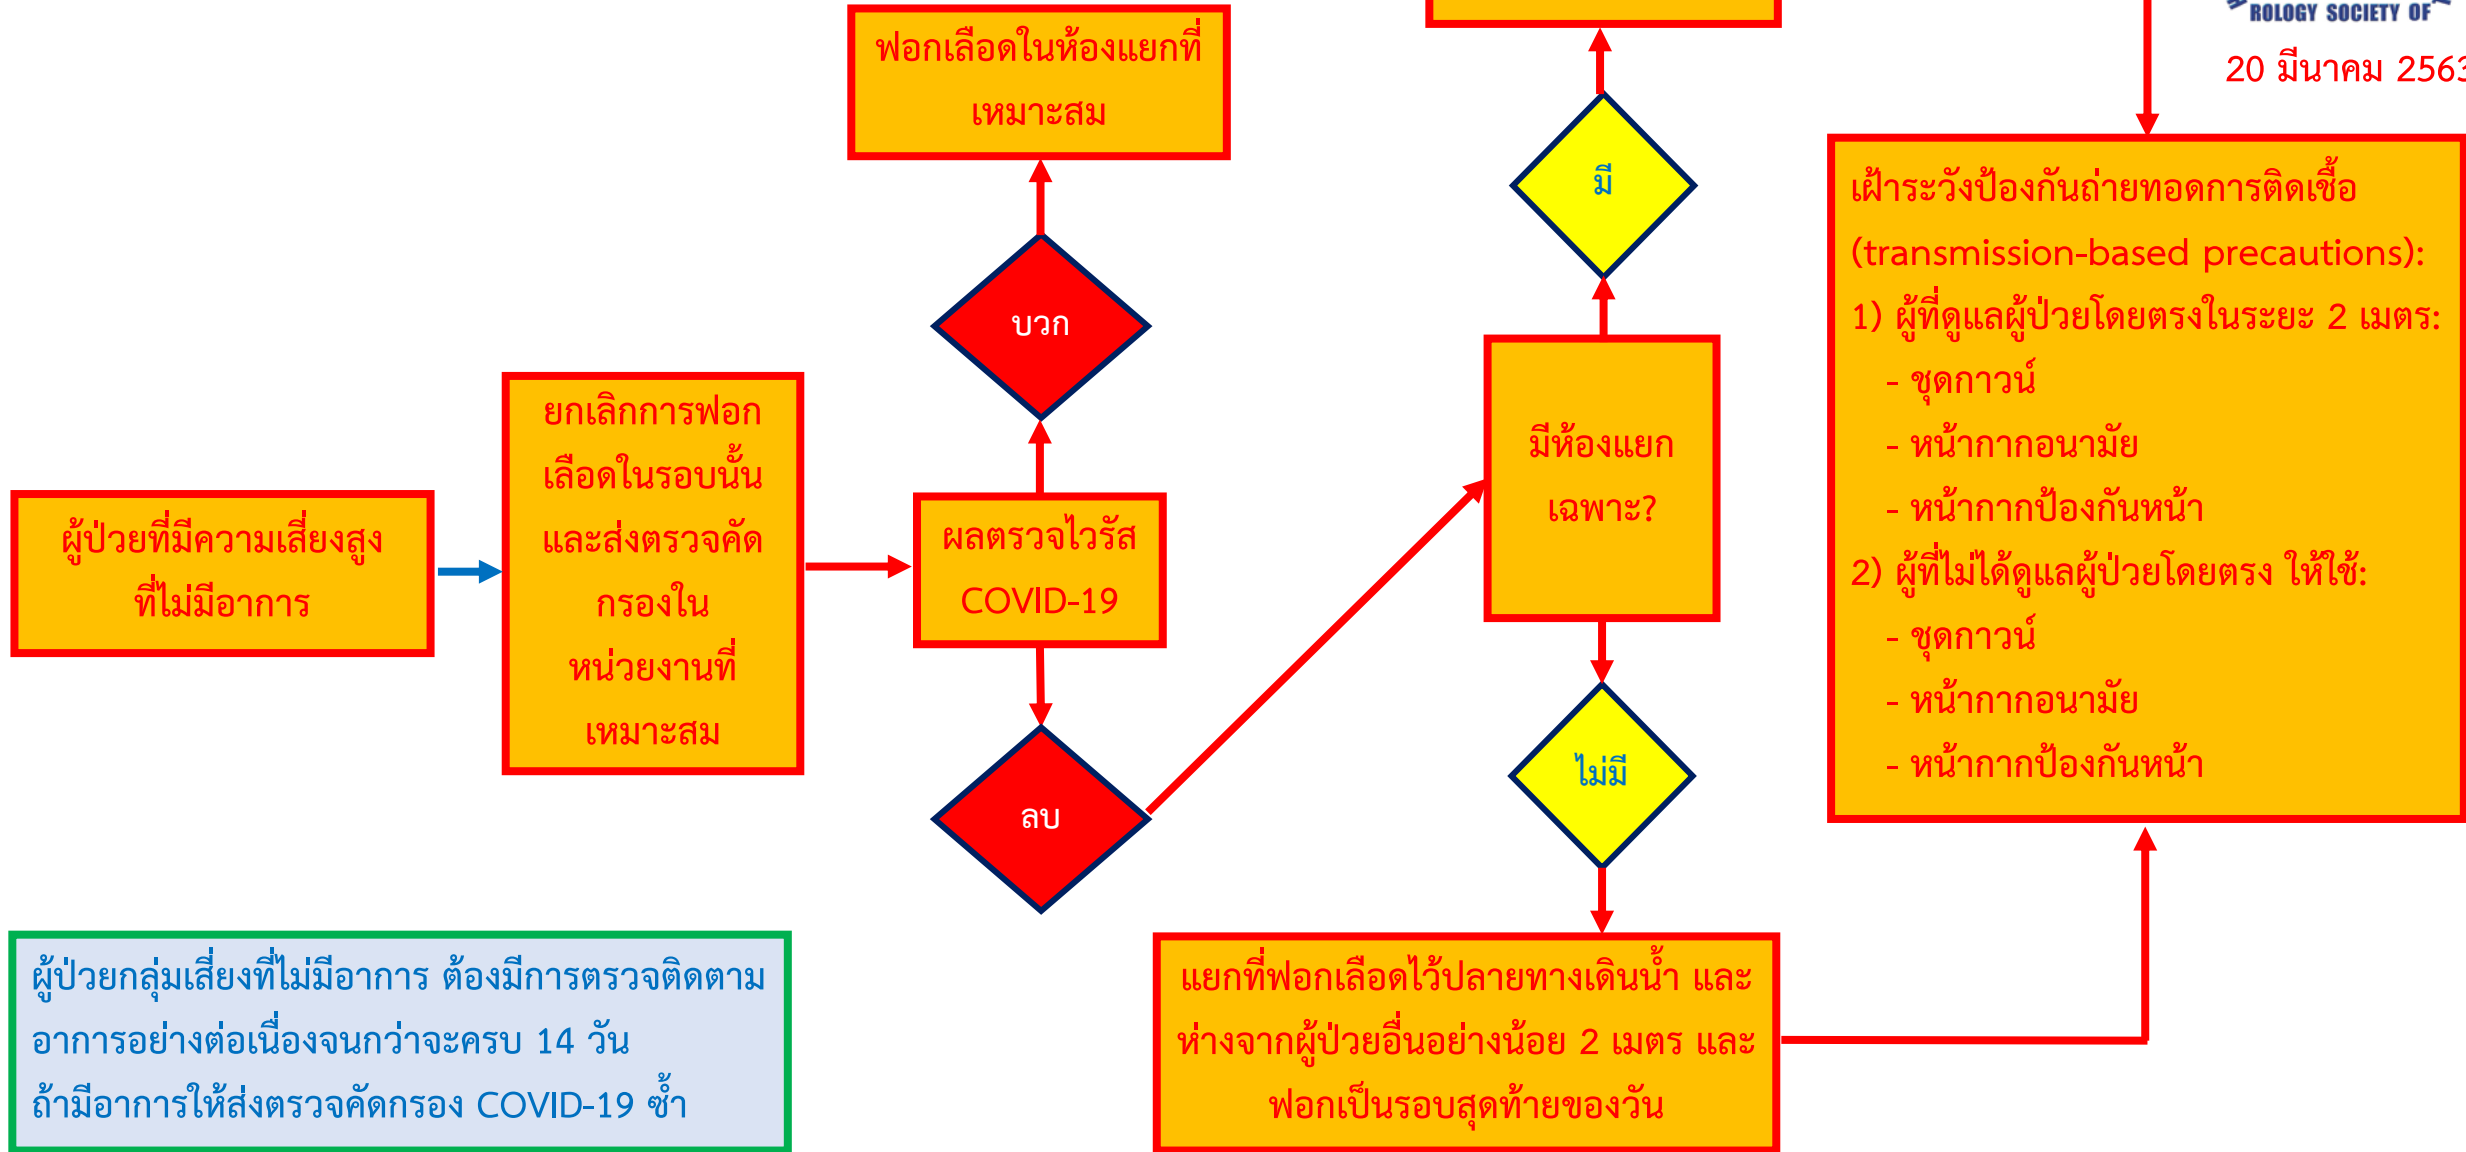 ROLOGY SOCIETY OF
20 มีนาคม 2563
ฟอกเลือดในห้องแยกที่
เหมาะสม
บวก
ผู้ป่วยที่มีความเสี่ยงสูง
ที่ไม่มีอาการ
ยกเลิกการฟอก
เลือดในรอบนั้น
และส่งตรวจคัด
กรองใน
หน่วยงานที่
เหมาะสม
ผลตรวจไวรัส
COVID-19
ลบ
มี
มีห้องแยก
เฉพาะ?
ไม่มี
แยกที่ฟอกเลือดไว้ปลายทางเดินน้ำ และ
ห่างจากผู้ป่วยอื่นอย่างน้อย 2 เมตร และ
ฟอกเป็นรอบสุดท้ายของวัน
เฝ้าระวังป้องกันถ่ายทอดการติดเชื้อ
(transmission-based precautions):
1) ผู้ที่ดูแลผู้ป่วยโดยตรงในระยะ 2 เมตร:
- ชุดกาวน์
- หน้ากากอนามัย
- หน้ากากป้องกันหน้า
2) ผู้ที่ไม่ได้ดูแลผู้ป่วยโดยตรง ให้ใช้:
- ชุดกาวน์
- หน้ากากอนามัย
- หน้ากากป้องกันหน้า
ผู้ป่วยกลุ่มเสี่ยงที่ไม่มีอาการ ต้องมีการตรวจติดตาม
อาการอย่างต่อเนื่องจนกว่าจะครบ 14 วัน
ถ้ามีอาการให้ส่งตรวจคัดกรอง COVID-19 ซ้ำ